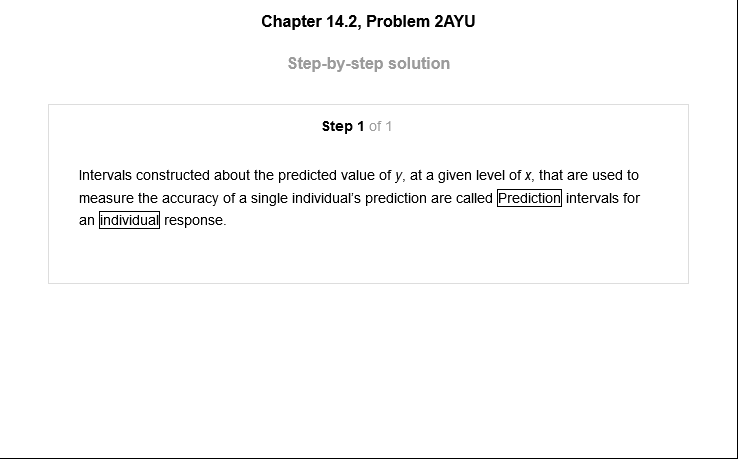 Chapter 14.2, Problem 2AYU
Step-by-step solution
Step 1 of 1
Intervals constructed about the predicted value of y, at a given level of x, that are used to
measure the accuracy of a single individual's prediction are called Prediction intervals for
an individual response.